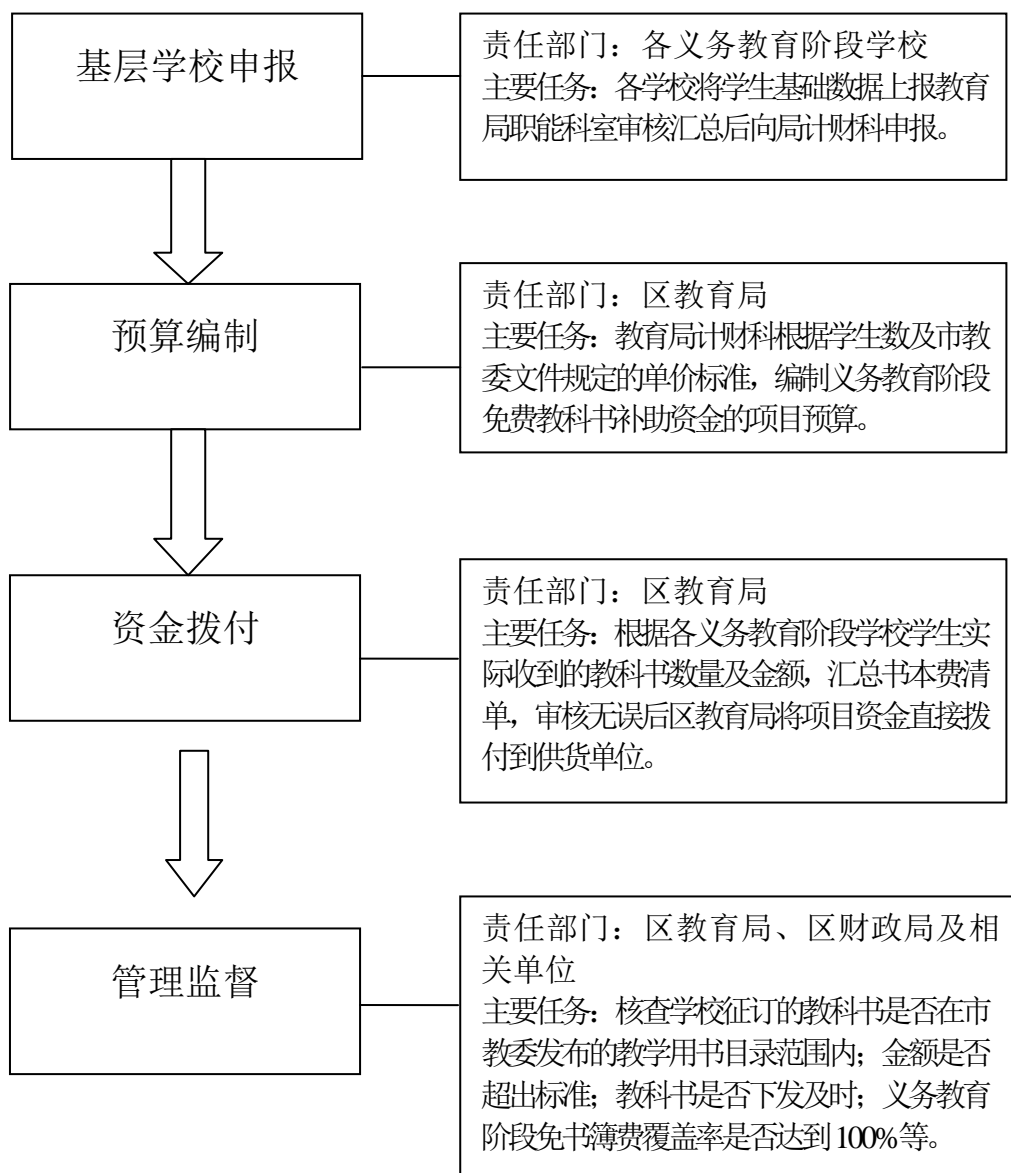 基层学校申报
责任部门：各义务教育阶段学校
主要任务：各学校将学生基础数据上报教育
局职能科室审核汇总后向局计财科申报。
预算编制
责任部门：区教育局
主要任务：教育局计财科根据学生数及市教
委文件规定的单价标准，编制义务教育阶段
免费教科书补助资金的项目预算。
资金拨付
责任部门：区教育局
主要任务：根据各义务教育阶段学校学生实
际收到的教科书数量及金额，汇总书本费清
单，审核无误后区教育局将项目资金直接拨
付到供货单位。
管理监督
责任部门：区教育局、区财政局及相
关单位
主要任务：核查学校征订的教科书是否在市
教委发布的教学用书目录范围内；金额是否
超出标准；教科书是否下发及时；义务教育
阶段免书簿费覆盖率是否达到 100%等。